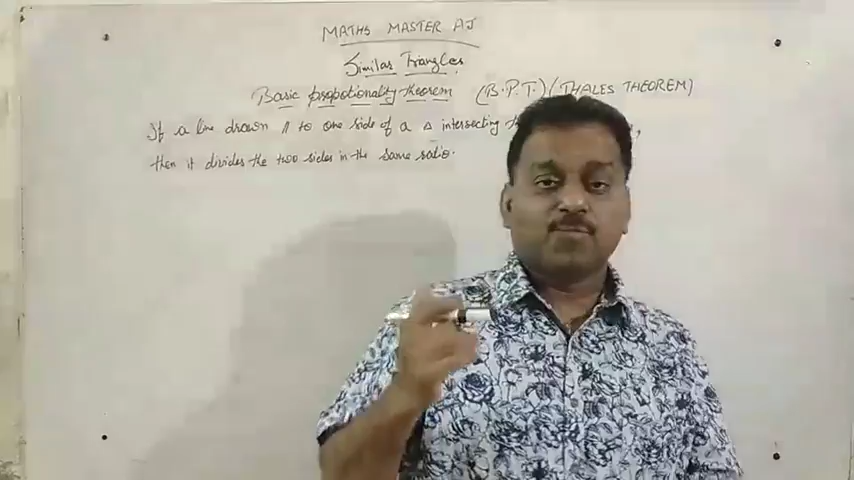 MATHS MASTER AJ
Similar Triangles
Basic propotionality theorem (B.P.T) (THALES THEOREM)
If a line drawn // to one side of a △ intersecting
then it divides the two sides in the same ratio.